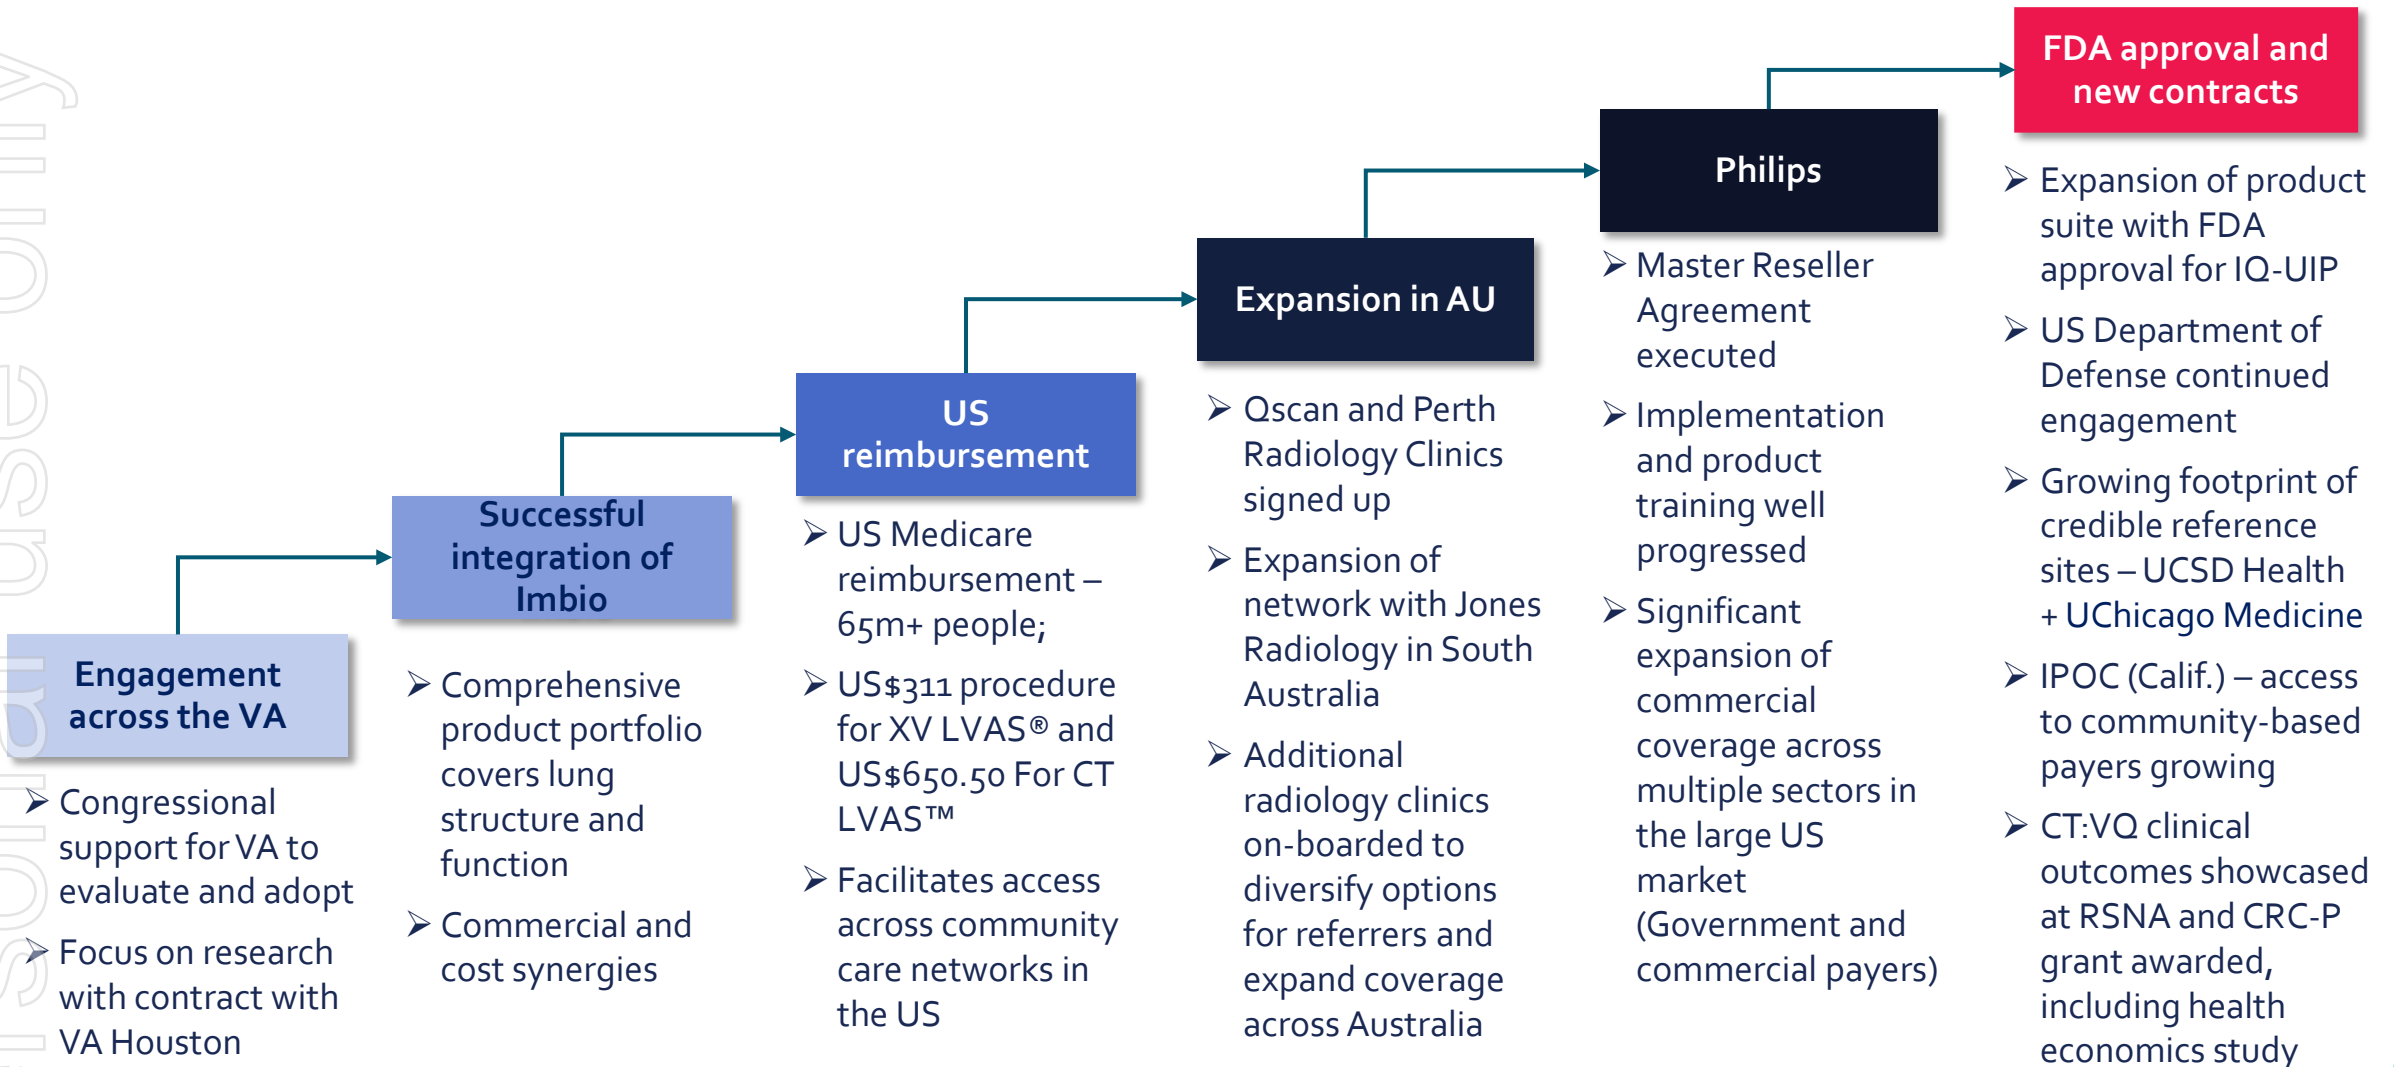 Engagement
across the VA
➢ Congressional
support for VA to
evaluate and adopt
➢ Focus on research
with contract with
VA Houston
Successful
integration of
Imbio
➢ Comprehensive
product portfolio
covers lung
structure and
function
➢ Commercial and
cost synergies
US
reimbursement
➢ US Medicare
reimbursement –
65m+ people;
➢ US$311 procedure
for XV LVAS® and
US$650.50 For CT
LVAS™
➢ Facilitates access
across community
care networks in
the US
Expansion in AU
➢ Qscan and Perth
Radiology Clinics
signed up
➢ Expansion of
network with Jones
Radiology in South
Australia
➢ Additional
radiology clinics
on-boarded to
diversify options
for referrers and
expand coverage
across Australia
Philips
➢ Master Reseller
Agreement
executed
➢ Implementation
and product
training well
progressed
➢ Significant
expansion of
commercial
coverage across
multiple sectors in
the large US
market
(Government and
commercial payers)
FDA approval and
new contracts
➢ Expansion of product
suite with FDA
approval for IQ-UIP
➢ US Department of
Defense continued
engagement
➢ Growing footprint of
credible reference
sites – UCSD Health
+ UChicago Medicine
➢ IPOC (Calif.) – access
to community-based
payers growing
➢ CT:VQ clinical
outcomes showcased
at RSNA and CRC-P
grant awarded,
including health
economics study
use only